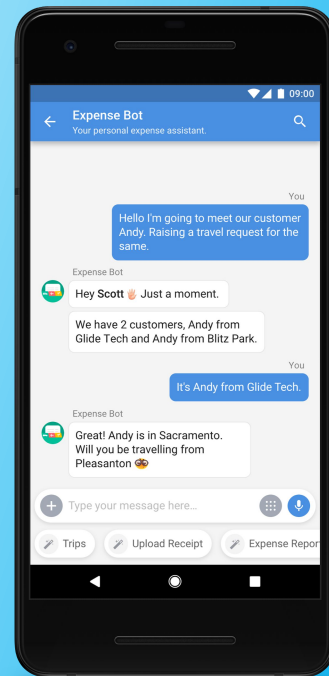 09:00
Expense Bot
Your personal expense assistant.
You
Hello I'm going to meet our customer
Andy. Raising a travel request for the
same.
Expense Bot
Hey Scott 🖐 Just a moment.
We have 2 customers, Andy from
Glide Tech and Andy from Blitz Park.
You
It's Andy from Glide Tech.
Expense Bot
Great! Andy is in Sacramento.
Will you be travelling from
Pleasanton
Type your message here...
Trips
Upload Receipt
Expense Repor